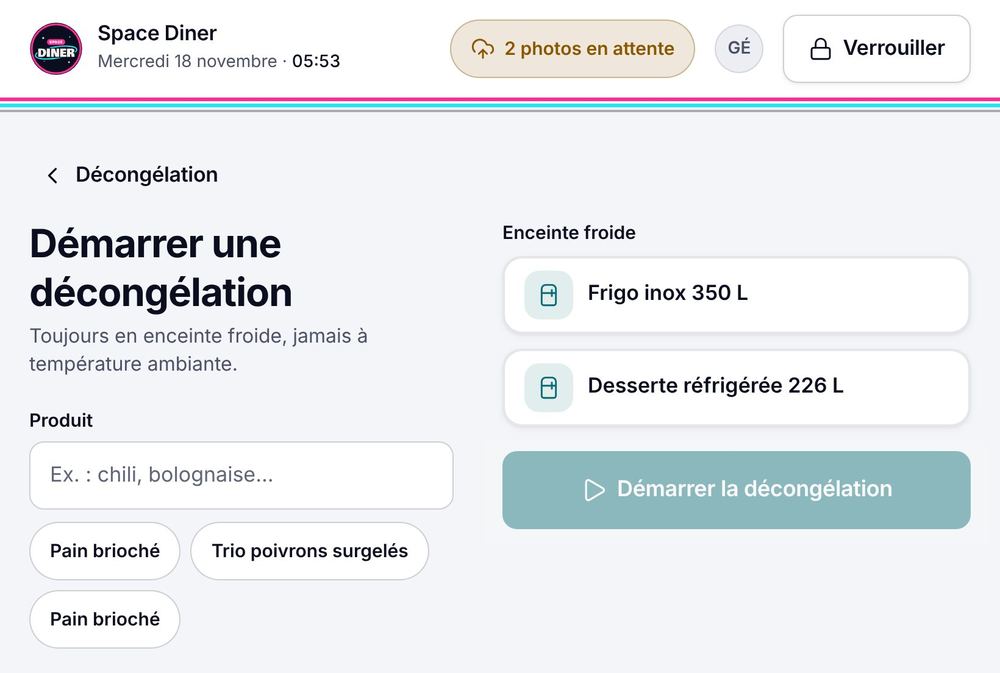 SPACE
DINER
Space Diner
Mercredi 18 novembre · 05:53
2 photos en attente
GÉ
Verrouiller
Décongélation
Démarrer une
décongélation
Toujours en enceinte froide, jamais à
température ambiante.
Produit
Ex. : chili, bolognaise...
Pain brioché
Trio poivrons surgelés
Pain brioché
Enceinte froide
Frigo inox 350 L
Desserte réfrigérée 226 L
Démarrer la décongélation